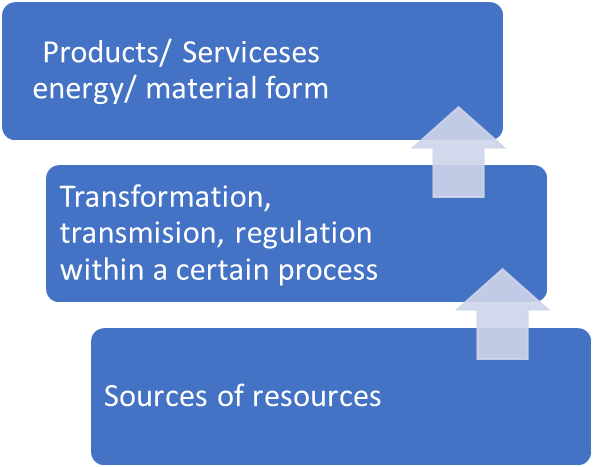 Products/ Serviceses
energy/ material form
Transformation,
transmision, regulation
within a certain process
Sources of resources